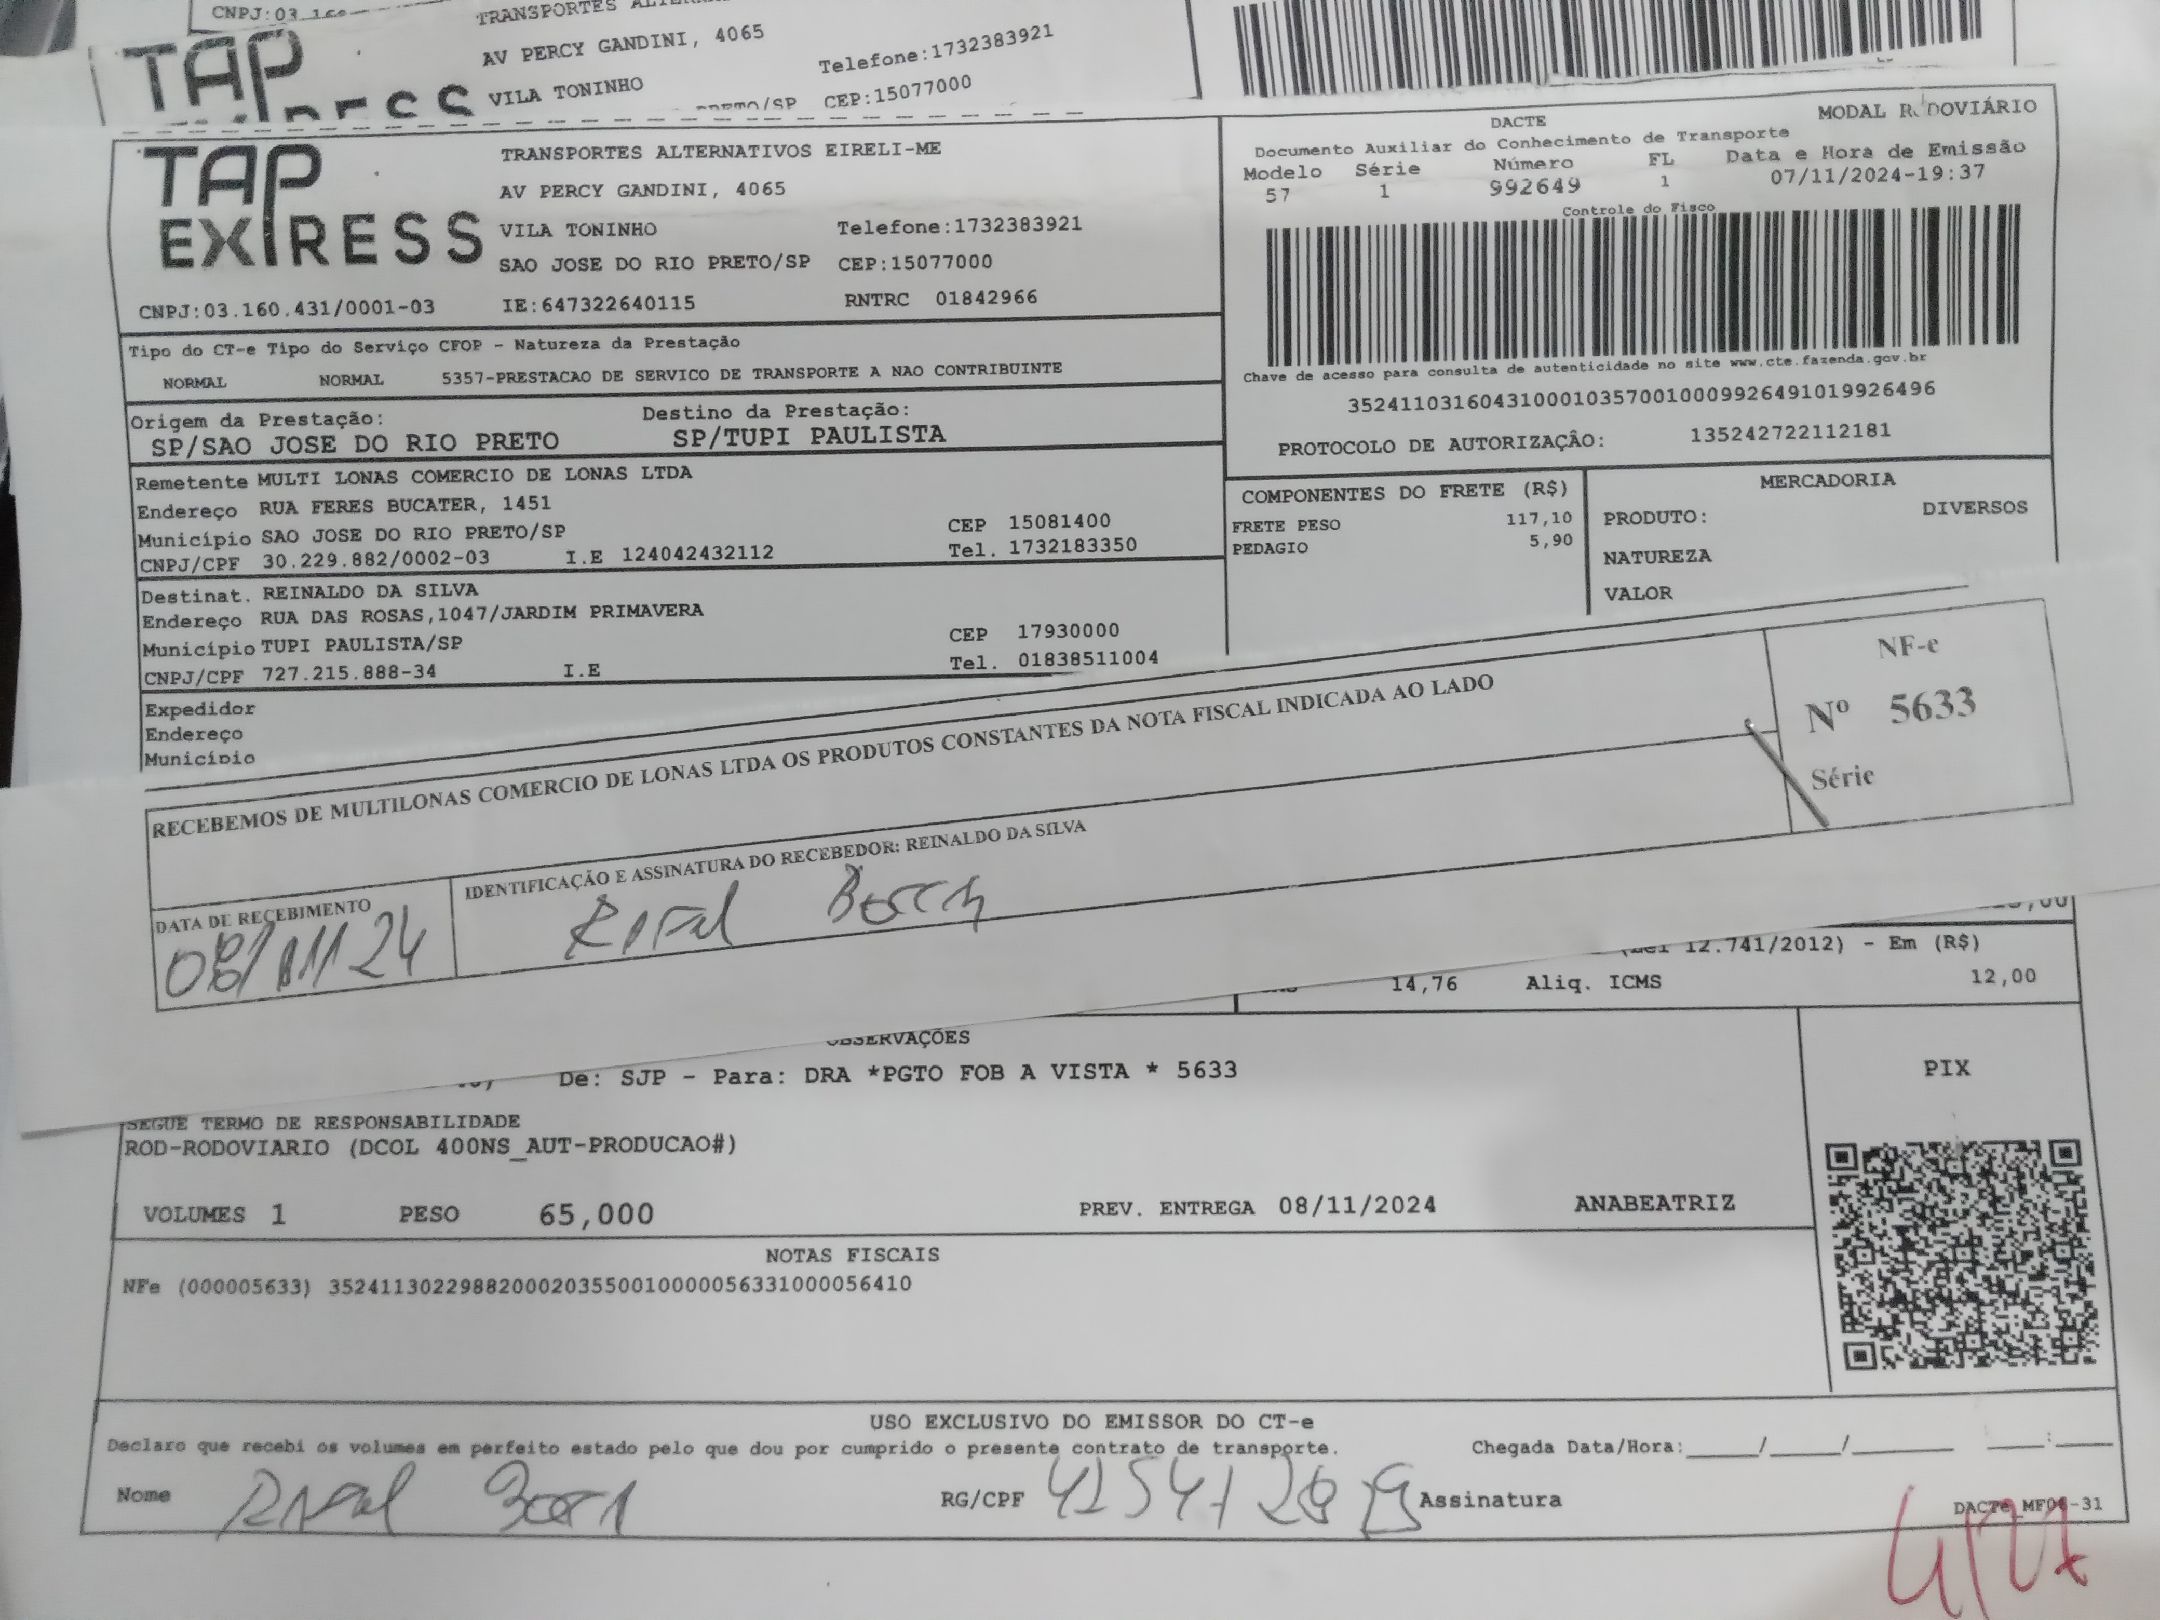 CNPJ:03.160
TRANSPORTES
AV PERCY GANDINI, 4065
VILA TONINHO
Telefone:1732383921
PRETO/SP CEP:15077000
TAP
EXPRESS
TAP
EXPRESS
TRANSPORTES ALTERNATIVOS EIRELI-ME
AV PERCY GANDINI, 4065
VILA TONINHO Telefone:1732383921
SAO JOSE DO RIO PRETO/SP CEP:15077000
CNPJ:03.160.431/0001-03 IE:647322640115 RNTRC 01842966
DACTE MODAL RODOVIÁRIO
Documento Auxiliar do Conhecimento de Transporte
Modelo Série Número FL Data e Hora de Emissão
57 1 992649 1 07/11/2024-19:37
Controle do Fisco
Chave de acesso para consulta de autenticidade no site www.cte.fazenda.gov.br
35241103160431000103570010009926491019926496
PROTOCOLO DE AUTORIZAÇÃO: 135242722112181
Tipo do CT-e Tipo do Serviço CFOP - Natureza da Prestação
NORMAL NORMAL 5357-PRESTACAO DE SERVICO DE TRANSPORTE A NAO CONTRIBUINTE
Origem da Prestação: Destino da Prestação:
SP/SAO JOSE DO RIO PRETO SP/TUPI PAULISTA
Remetente MULTI LONAS COMERCIO DE LONAS LTDA
Endereço RUA FERES BUCATER, 1451
Município SAO JOSE DO RIO PRETO/SP CEP 15081400
CNPJ/CPF 30.229.882/0002-03 I.E 124042432112 Tel. 1732183350
COMPONENTES DO FRETE (R$)
FRETE PESO 117,10
PEDAGIO 5,90
MERCADORIA
PRODUTO: DIVERSOS
NATUREZA
VALOR
Destinat. REINALDO DA SILVA
Endereço RUA DAS ROSAS,1047/JARDIM PRIMAVERA
Município TUPI PAULISTA/SP CEP 17930000
CNPJ/CPF 727.215.888-34 I.E Tel. 01838511004
Expedidor
Endereço
Município
RECEBEMOS DE MULTILONAS COMERCIO DE LONAS LTDA OS PRODUTOS CONSTANTES DA NOTA FISCAL INDICADA AO LADO
NF-e
Nº 5633
Série
DATA DE RECEBIMENTO
08/11/24
IDENTIFICAÇÃO E ASSINATURA DO RECEBEDOR: REINALDO DA SILVA
12.741/2012) - Em (R$)
14,76 Aliq. ICMS 12,00
OBSERVAÇÕES
De: SJP - Para: DRA *PGTO FOB A VISTA * 5633
SEGUE TERMO DE RESPONSABILIDADE
ROD-RODOVIARIO (DCOL 400NS_AUT-PRODUCAO#)
VOLUMES 1 PESO 65,000 PREV. ENTREGA 08/11/2024 ANABEATRIZ
PIX
NOTAS FISCAIS
NFe (000005633) 35241130229882000203550010000056331000056410
USO EXCLUSIVO DO EMISSOR DO CT-e
Declaro que recebi os volumes em perfeito estado pelo que dou por cumprido o presente contrato de transporte. Chegada Data/Hora:____/____/______ ___:___
Nome RG/CPF Assinatura